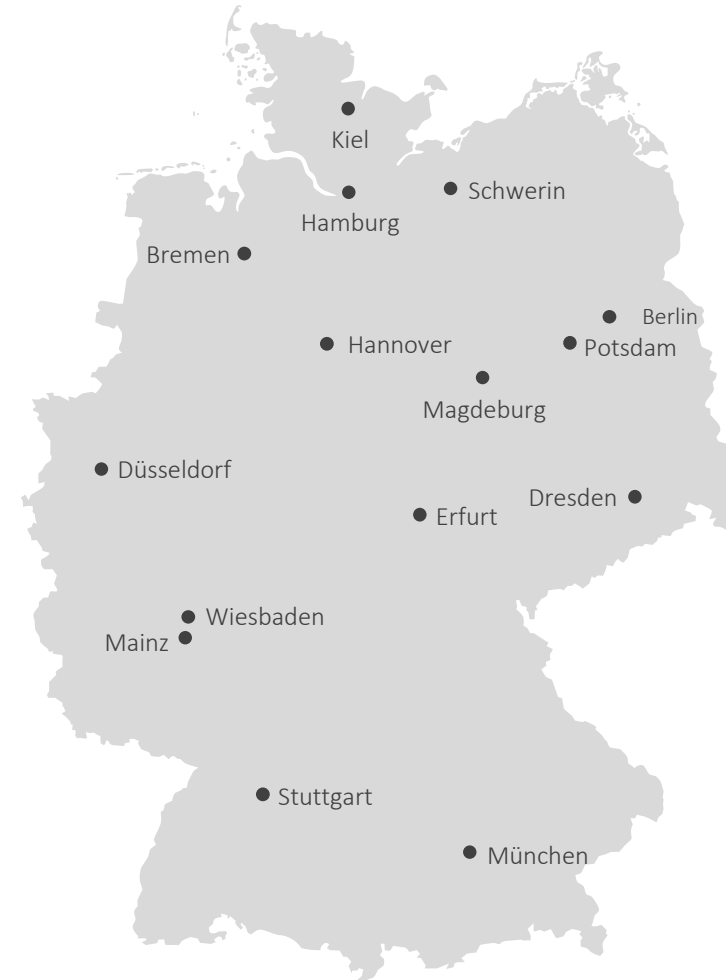 Kiel
Schwerin
Hamburg
Bremen
Berlin
Hannover
Potsdam
Magdeburg
Düsseldorf
Dresden
Erfurt
Wiesbaden
Mainz
Stuttgart
München